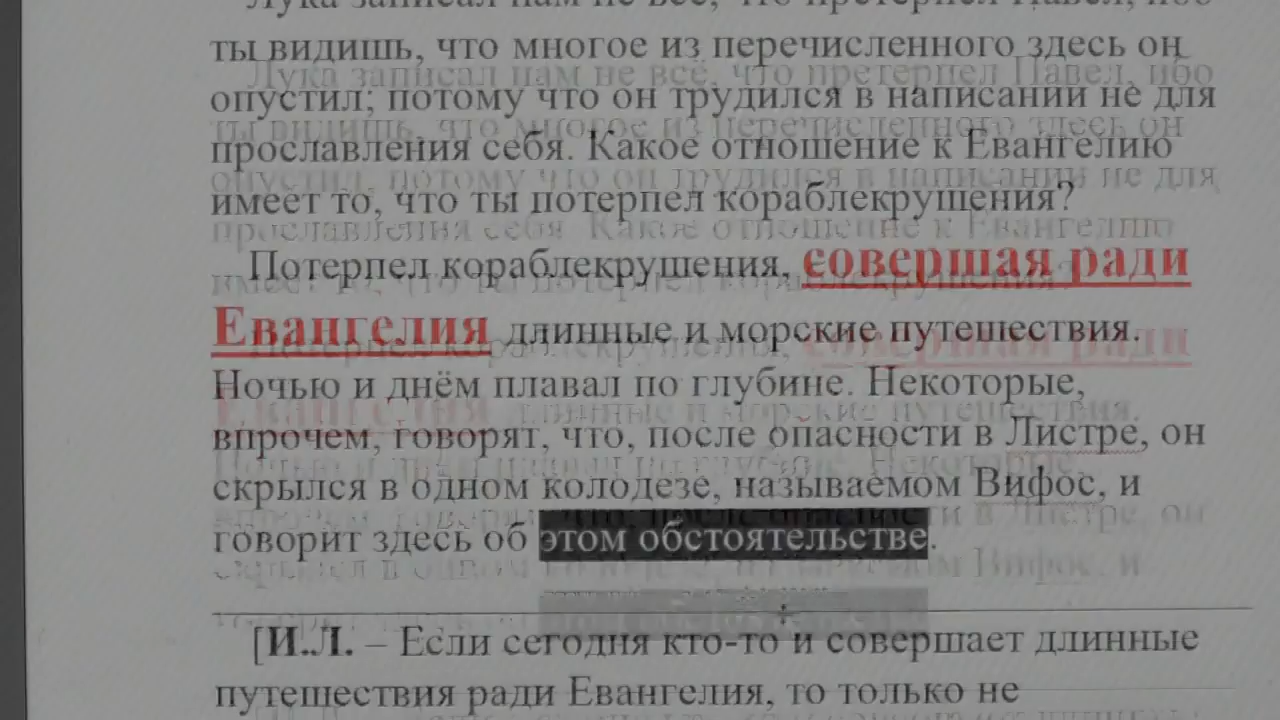 Лука записал нам не всё, что претерпел Павел, ибо
ты видишь, что многое из перечисленного здесь он
опустил; потому что он трудился в написании не для
прославления себя. Какое отношение к Евангелию
имеет то, что ты потерпел кораблекрушения?
Потерпел кораблекрушения, совершая ради
Евангелия длинные и морские путешествия.
Ночью и днём плавал по глубине. Некоторые,
впрочем, говорят, что, после опасности в Листре, он
скрылся в одном колодезе, называемом Вифос, и
говорит здесь об этом обстоятельстве.
[И.Л. – Если сегодня кто-то и совершает длинные
путешествия ради Евангелия, то только не